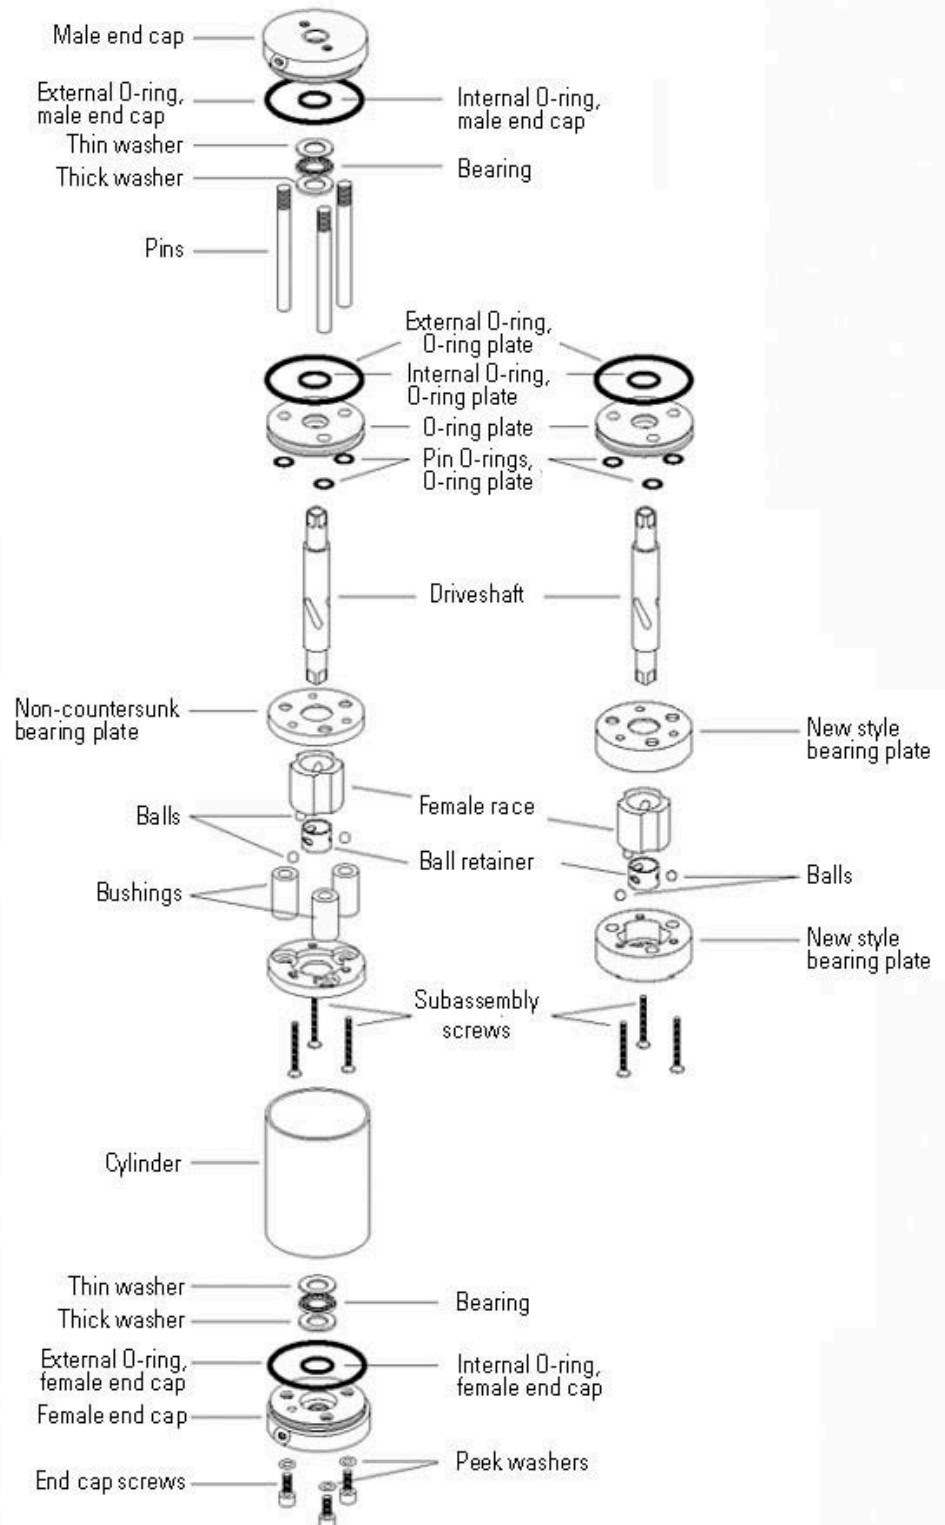 Male end cap
External O-ring,
male end cap
Internal O-ring,
male end cap
Thin washer
Bearing
Thick washer
Pins
External O-ring,
O-ring plate
Internal O-ring,
O-ring plate
O-ring plate
Pin O-rings,
O-ring plate
Driveshaft
Non-countersunk
bearing plate
New style
bearing plate
Female race
Balls
Ball retainer
Balls
Bushings
New style
bearing plate
Subassembly
screws
Cylinder
Thin washer
Bearing
Thick washer
External O-ring,
female end cap
Internal O-ring,
female end cap
Female end cap
Peek washers
End cap screws